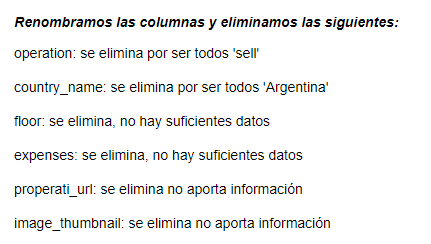 Renombramos las columnas y eliminamos las siguientes:
operation: se elimina por ser todos 'sell'
country_name: se elimina por ser todos 'Argentina'
floor: se elimina, no hay suficientes datos
expenses: se elimina, no hay suficientes datos
properati_url: se elimina no aporta información
image_thumbnail: se elimina no aporta información